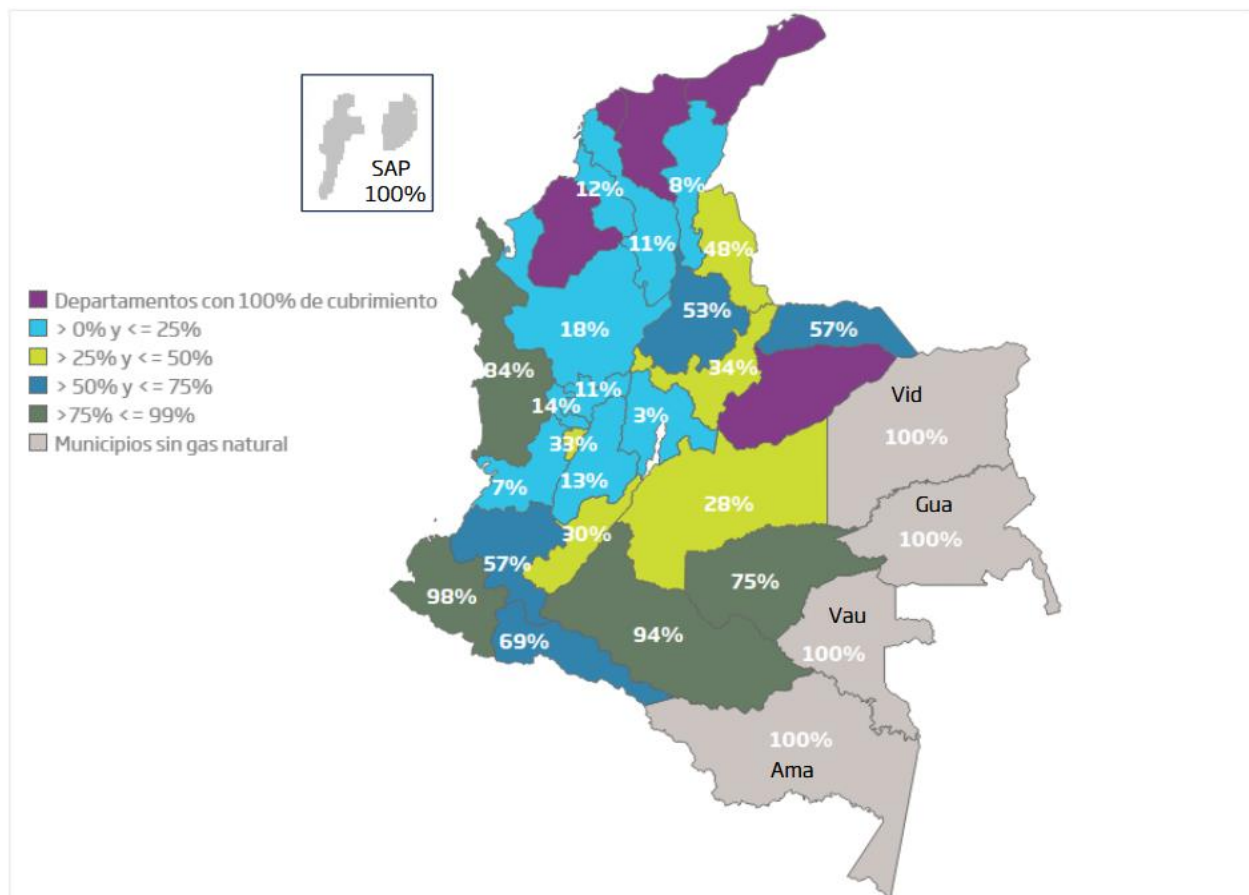 SAP
100%
12%
8%
11%
48%
Departamentos con 100% de cubrimiento
> 0% y <= 25%
> 25% y <= 50%
> 50% y <= 75%
>75% <= 99%
Municipios sin gas natural
53%
57%
18%
84%
34%
11%
14%
3%
Vid
100%
33%
7%
13%
28%
Gua
100%
30%
57%
98%
75%
Vau
100%
69%
94%
100%
Ama